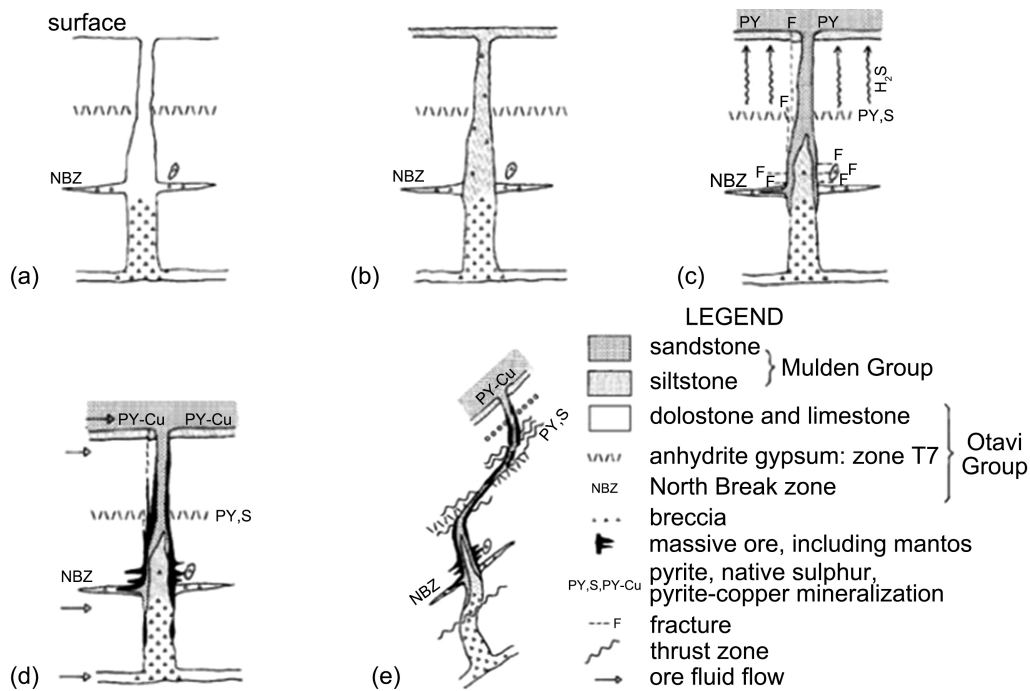 surface
NBZ
(a)
NBZ
(b)
PY F PY
H₂S
F
PY,S
F
F F
NBZ F F
(c)
PY-Cu PY-Cu
PY,S
NBZ
(d)
PY-Cu
PY,S
NBZ
(e)
LEGEND
sandstone
siltstone
Mulden Group
dolostone and limestone
anhydrite gypsum: zone T7
Otavi
Group
NBZ North Break zone
breccia
massive ore, including mantos
PY,S,PY-Cu pyrite, native sulphur,
pyrite-copper mineralization
F fracture
thrust zone
ore fluid flow